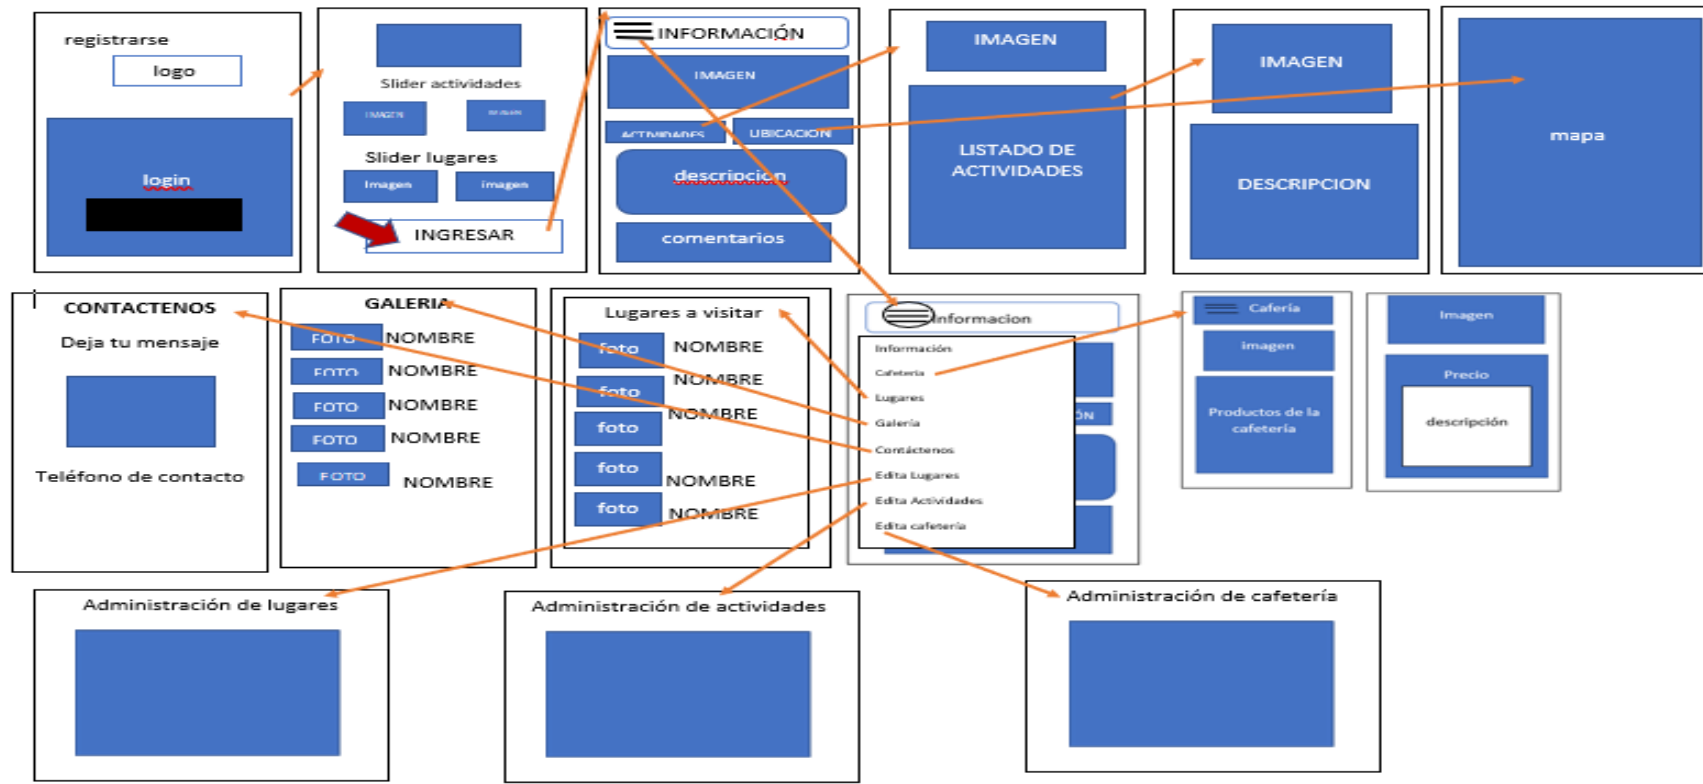 registrarse
logo
login
Slider actividades
IMAGEN
IMAGEN
Slider lugares
Imagen
imagen
INGRESAR
INFORMACIÓN
IMAGEN
ACTIVIDADES
UBICACION
descripcion
comentarios
IMAGEN
LISTADO DE
ACTIVIDADES
IMAGEN
DESCRIPCION
mapa
CONTACTENOS
Deja tu mensaje
Teléfono de contacto
GALERIA
FOTO NOMBRE
FOTO NOMBRE
FOTO NOMBRE
FOTO NOMBRE
FOTO NOMBRE
Lugares a visitar
foto NOMBRE
foto NOMBRE
foto NOMBRE
foto NOMBRE
foto NOMBRE
Informacion
Información
Cafeteria
Lugares
Galería
Contáctenos
Edita Lugares
Edita Actividades
Edita cafetería
ÓN
Cafería
imagen
Productos de la
cafetería
Imagen
Precio
descripción
Administración de lugares
Administración de actividades
Administración de cafetería